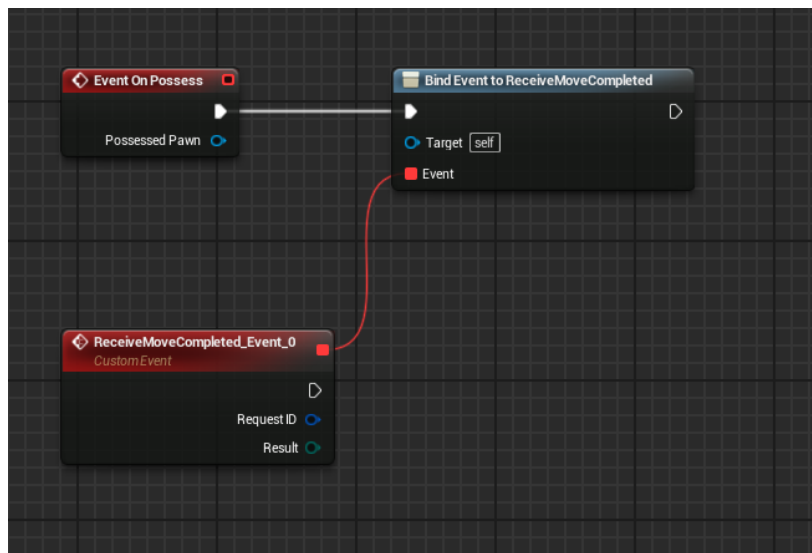 Event On Possess
Possessed Pawn
Bind Event to ReceiveMoveCompleted
Target self
Event
ReceiveMoveCompleted_Event_0
Custom Event
Request ID
Result